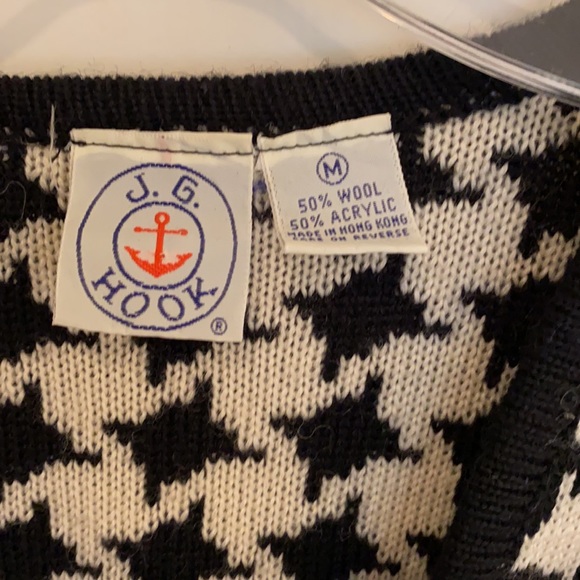 J. G.
HOOK
®
M
50% WOOL
50% ACRYLIC
MADE IN HONG KONG
CARE ON REVERSE